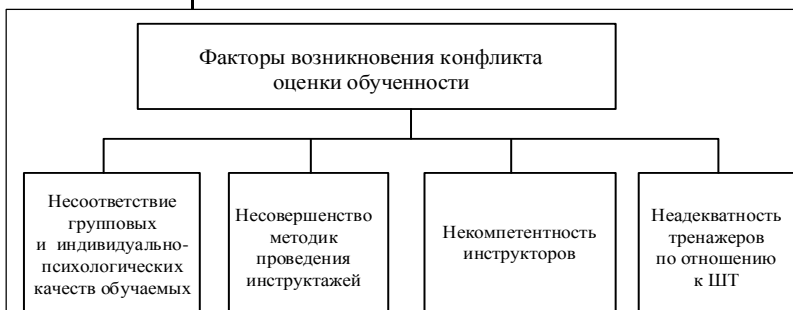 Факторы возникновения конфликта
оценки обученности
Несоответствие
групповых
и индивидуально-
психологических
качеств обучаемых
Несовершенство
методик
проведения
инструктажей
Некомпетентность
инструкторов
Неадекватность
тренажеров
по отношению
к ШТ